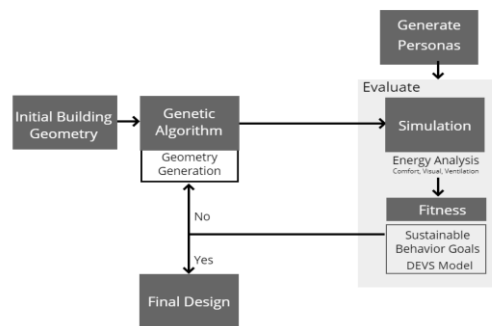 Generate
Personas
Evaluate
Initial Building
Geometry
Genetic
Algorithm
Geometry
Generation
Simulation
Energy Analysis
Comfort, Visual, Ventilation
Fitness
Sustainable
Behavior Goals
DEVS Model
No
Yes
Final Design